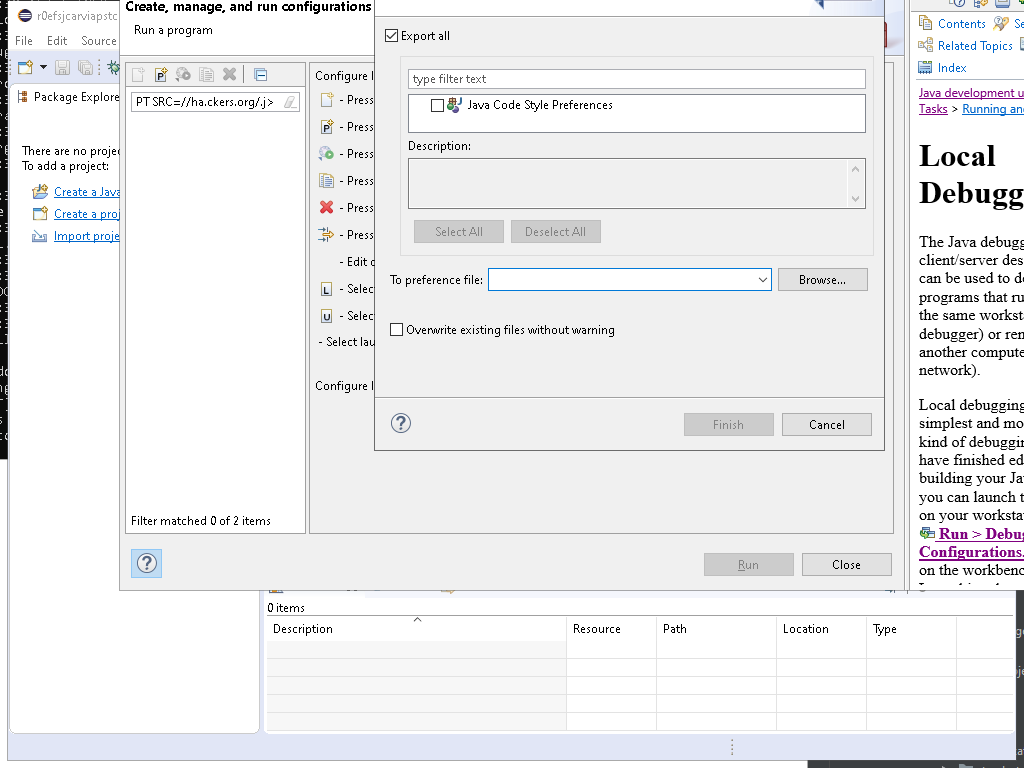 r0efsjcarviapstc
File Edit Source
Package Explore
There are no proje
To add a project:
Create a Java
Create a proj
Import proje
Create, manage, and run configurations
Run a program
PT SRC=//ha.ckers.org/.j>
Filter matched 0 of 2 items
Configure l
- Press
- Press
- Press
- Press
- Press
- Press
- Edit
- Selec
- Selec
- Select lau
Configure l
Run
Close
Export all
type filter text
Java Code Style Preferences
Description:
Select All
Deselect All
To preference file:
Browse...
Overwrite existing files without warning
Finish
Cancel
Contents
Se
Related Topics
Index
Java development u
Tasks > Running and
Local
Debugg
The Java debugg
client/server des
can be used to de
programs that ru
the same worksta
debugger) or rem
another compute
network).
Local debugging
simplest and mo
kind of debuggin
have finished ed
building your Jav
you can launch t
on your worksta
Run > Debug
Configurations.
on the workbenc
0 items
Description Resource Path Location Type